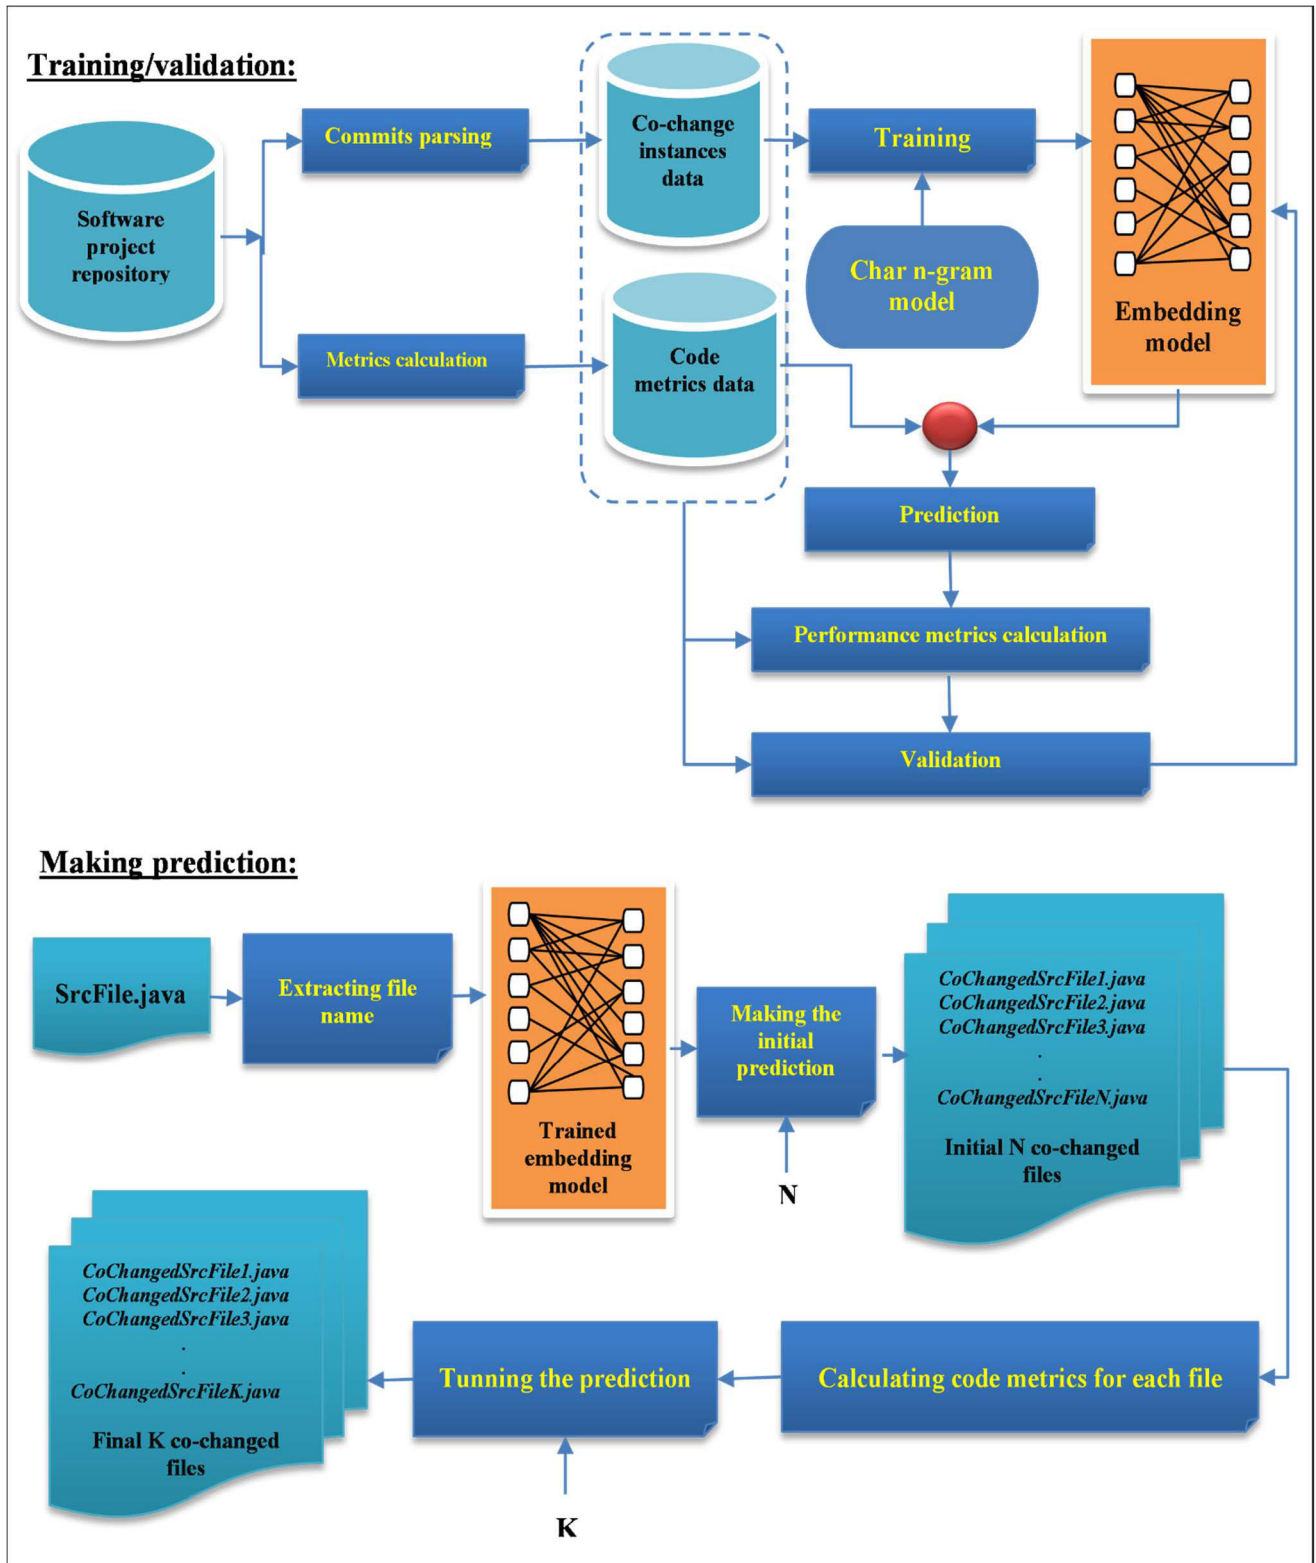 Training/validation:
Software
project
repository
Commits parsing
Metrics calculation
Co-change
instances
data
Code
metrics data
Training
Char n-gram
model
Embedding
model
Prediction
Performance metrics calculation
Validation
Making prediction:
SrcFile.java
Extracting file
name
Trained
embedding
model
Making the
initial
prediction
N
CoChangedSrcFile1.java
CoChangedSrcFile2.java
CoChangedSrcFile3.java
.
.
CoChangedSrcFileN.java
Initial N co-changed
files
Calculating code metrics for each file
Tunning the prediction
K
CoChangedSrcFile1.java
CoChangedSrcFile2.java
CoChangedSrcFile3.java
.
.
CoChangedSrcFileK.java
Final K co-changed
files